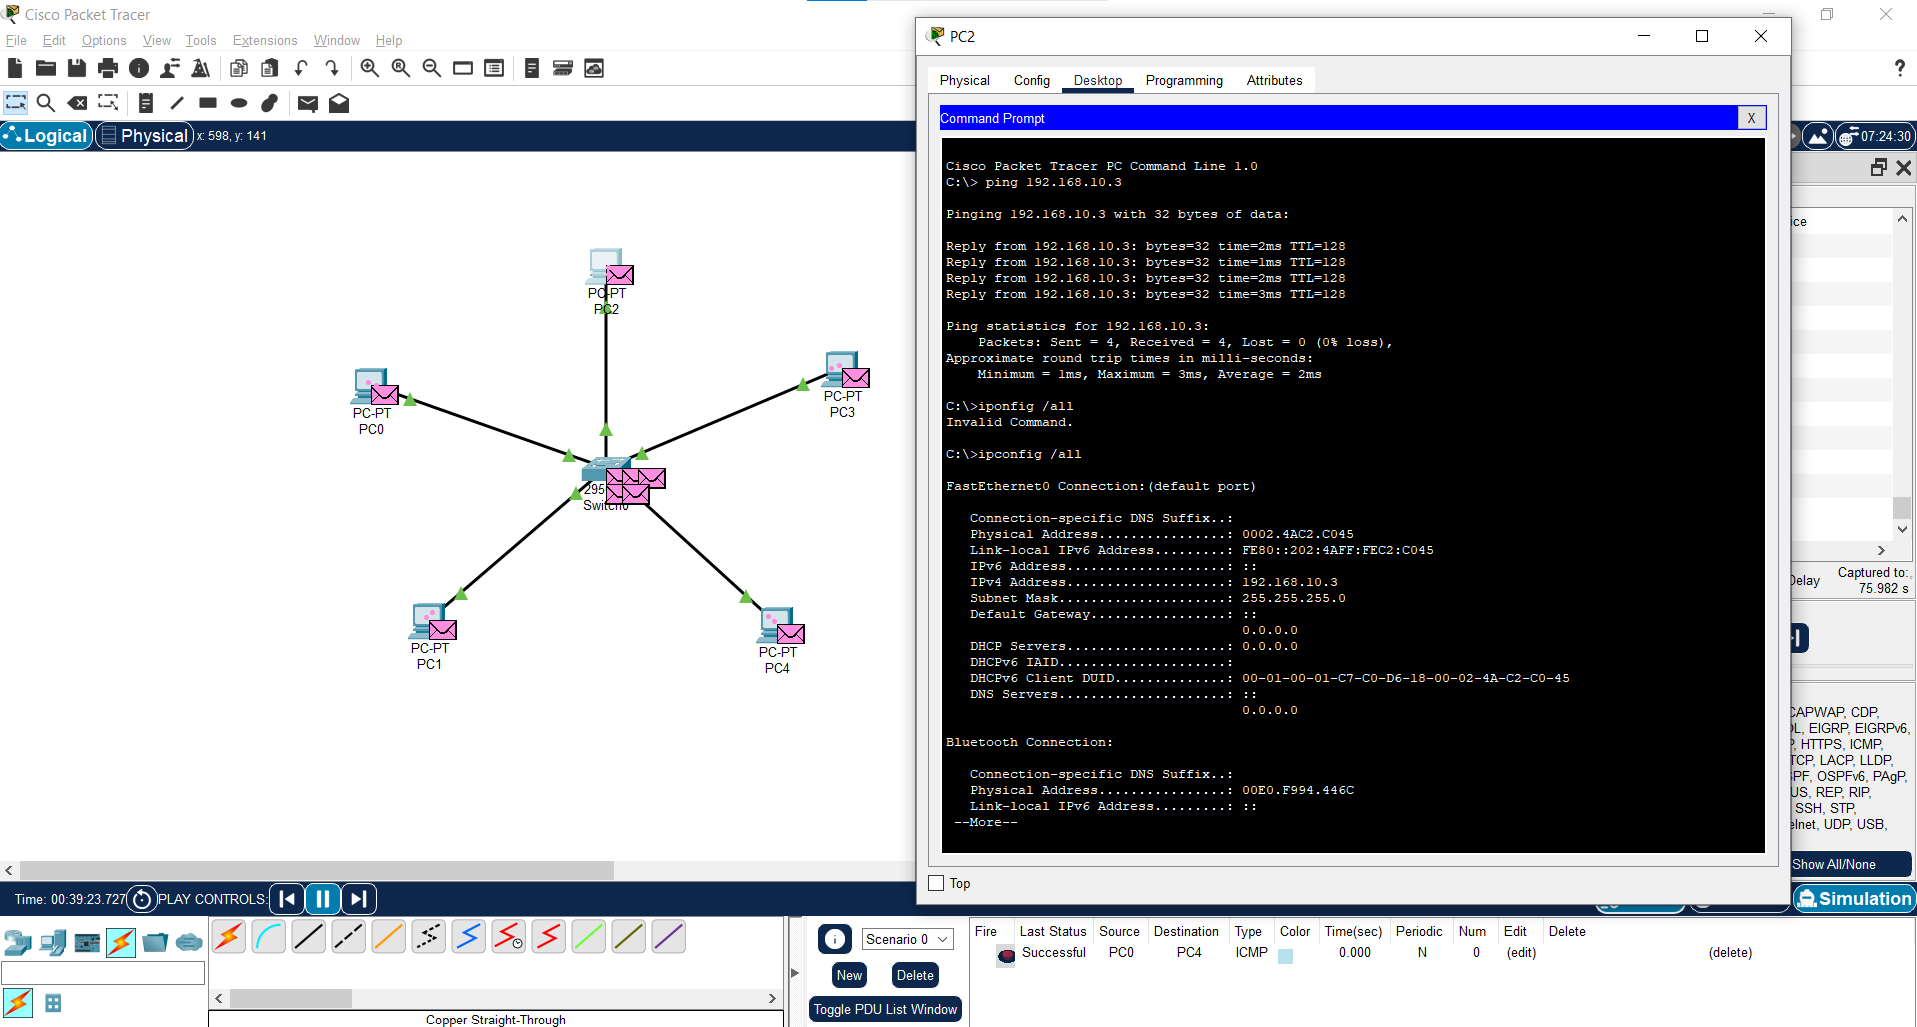 Cisco Packet Tracer
File Edit Options View Tools Extensions Window Help
Logical Physical x: 598, y: 141
07:24:30
PC-PT
PC2
PC-PT
PC3
PC-PT
PC0
295
Switch0
PC-PT
PC1
PC-PT
PC4
PC2
Physical Config Desktop Programming Attributes
Command Prompt X
Cisco Packet Tracer PC Command Line 1.0
C:\> ping 192.168.10.3
Pinging 192.168.10.3 with 32 bytes of data:
Reply from 192.168.10.3: bytes=32 time=2ms TTL=128
Reply from 192.168.10.3: bytes=32 time=1ms TTL=128
Reply from 192.168.10.3: bytes=32 time=2ms TTL=128
Reply from 192.168.10.3: bytes=32 time=3ms TTL=128
Ping statistics for 192.168.10.3:
Packets: Sent = 4, Received = 4, Lost = 0 (0% loss),
Approximate round trip times in milli-seconds:
Minimum = 1ms, Maximum = 3ms, Average = 2ms
C:\>iponfig /all
Invalid Command.
C:\>ipconfig /all
FastEthernet0 Connection:(default port)
Connection-specific DNS Suffix..:
Physical Address................: 0002.4AC2.C045
Link-local IPv6 Address.........: FE80::202:4AFF:FEC2:C045
IPv6 Address....................: ::
IPv4 Address....................: 192.168.10.3
Subnet Mask.....................: 255.255.255.0
Default Gateway.................: ::
0.0.0.0
DHCP Servers....................: 0.0.0.0
DHCPv6 IAID.....................:
DHCPv6 Client DUID..............: 00-01-00-01-C7-C0-D6-18-00-02-4A-C2-C0-45
DNS Servers.....................: ::
0.0.0.0
Bluetooth Connection:
Connection-specific DNS Suffix..:
Physical Address................: 00E0.F994.446C
Link-local IPv6 Address.........: ::
--More--
Top
ice
Delay
Captured to:
75.982 s
CAPWAP, CDP,
OL, EIGRP, EIGRPv6,
P, HTTPS, ICMP,
TCP, LACP, LLDP,
SPF, OSPFv6, PAgP,
US, REP, RIP,
SSH, STP,
elnet, UDP, USB,
Show All/None
Time: 00:39:23.727 PLAY CONTROLS:
Simulation
Scenario 0
New Delete
Toggle PDU List Window
Fire Last Status Source Destination Type Color Time(sec) Periodic Num Edit Delete
Successful PC0 PC4 ICMP 0.000 N 0 (edit) (delete)
Copper Straight-Through